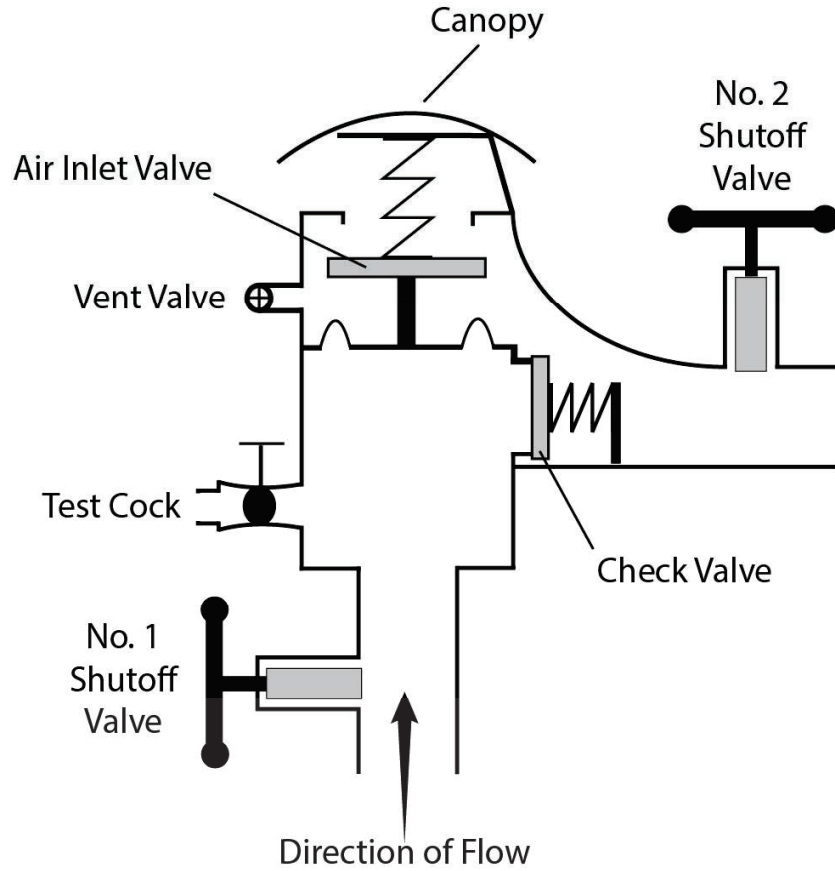 Canopy
No. 2
Shutoff
Valve
Air Inlet Valve
Vent Valve
Test Cock
Check Valve
No. 1
Shutoff
Valve
Direction of Flow